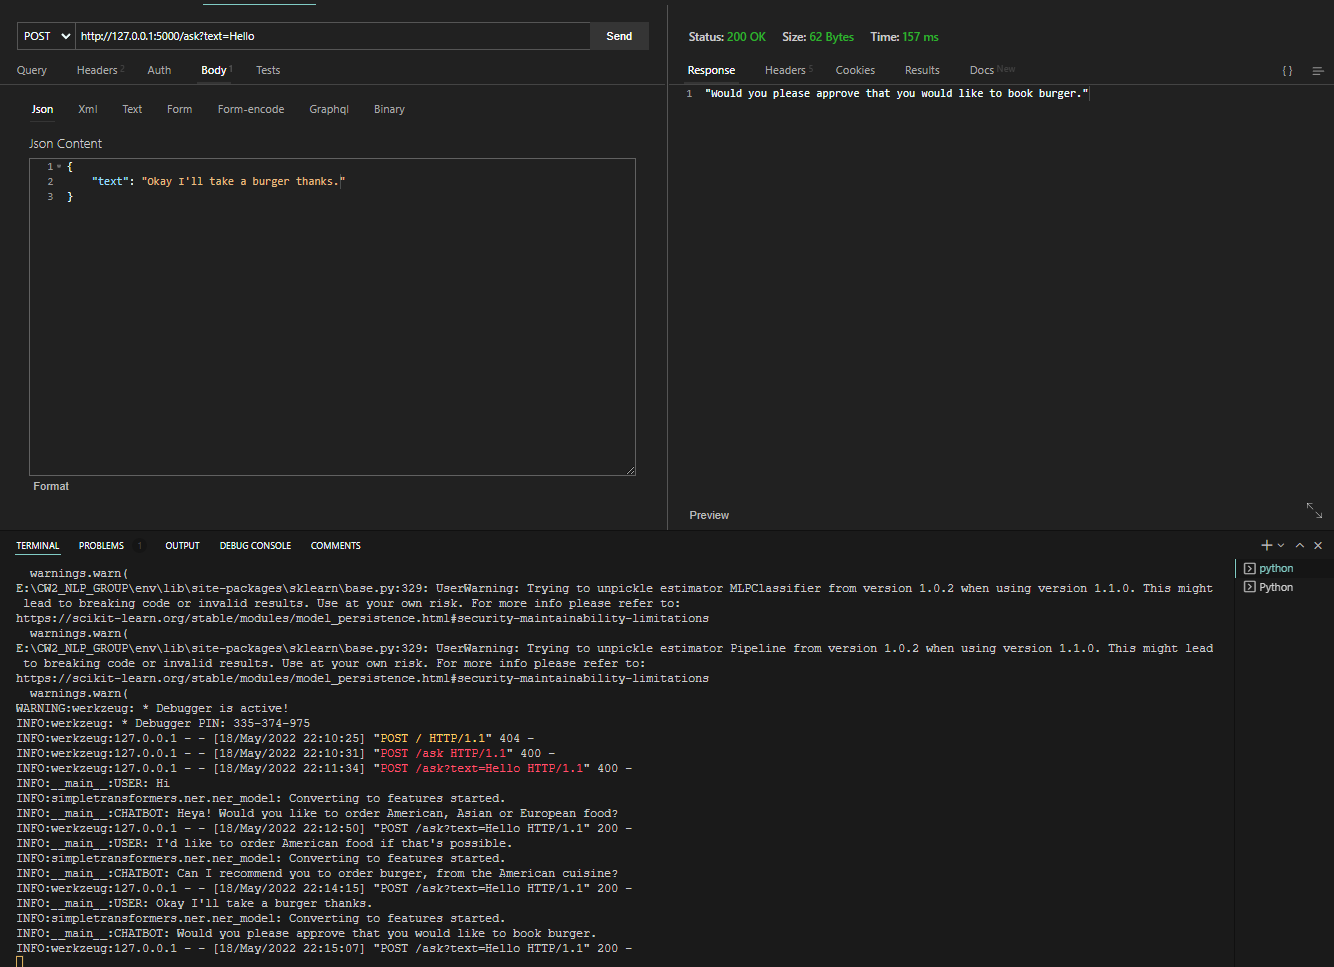 POST http://127.0.0.1:5000/ask?text=Hello Send
Query Headers 2 Auth Body 1 Tests
Json Xml Text Form Form-encode Graphql Binary
Json Content
1 {
2 "text": "Okay I'll take a burger thanks."
3 }
Format
Status: 200 OK Size: 62 Bytes Time: 157 ms
Response Headers 5 Cookies Results Docs New { }
1 "Would you please approve that you would like to book burger."
Preview
TERMINAL PROBLEMS 1 OUTPUT DEBUG CONSOLE COMMENTS
warnings.warn(
E:\CW2_NLP_GROUP\env\lib\site-packages\sklearn\base.py:329: UserWarning: Trying to unpickle estimator MLPClassifier from version 1.0.2 when using version 1.1.0. This might
lead to breaking code or invalid results. Use at your own risk. For more info please refer to:
https://scikit-learn.org/stable/modules/model_persistence.html#security-maintainability-limitations
warnings.warn(
E:\CW2_NLP_GROUP\env\lib\site-packages\sklearn\base.py:329: UserWarning: Trying to unpickle estimator Pipeline from version 1.0.2 when using version 1.1.0. This might lead
to breaking code or invalid results. Use at your own risk. For more info please refer to:
https://scikit-learn.org/stable/modules/model_persistence.html#security-maintainability-limitations
warnings.warn(
WARNING:werkzeug: * Debugger is active!
INFO:werkzeug: * Debugger PIN: 335-374-975
INFO:werkzeug:127.0.0.1 - - [18/May/2022 22:10:25] "POST / HTTP/1.1" 404 -
INFO:werkzeug:127.0.0.1 - - [18/May/2022 22:10:31] "POST /ask HTTP/1.1" 400 -
INFO:werkzeug:127.0.0.1 - - [18/May/2022 22:11:34] "POST /ask?text=Hello HTTP/1.1" 400 -
INFO:__main__:USER: Hi
INFO:simpletransformers.ner.ner_model: Converting to features started.
INFO:__main__:CHATBOT: Heya! Would you like to order American, Asian or European food?
INFO:werkzeug:127.0.0.1 - - [18/May/2022 22:12:50] "POST /ask?text=Hello HTTP/1.1" 200 -
INFO:__main__:USER: I'd like to order American food if that's possible.
INFO:simpletransformers.ner.ner_model: Converting to features started.
INFO:__main__:CHATBOT: Can I recommend you to order burger, from the American cuisine?
INFO:werkzeug:127.0.0.1 - - [18/May/2022 22:14:15] "POST /ask?text=Hello HTTP/1.1" 200 -
INFO:__main__:USER: Okay I'll take a burger thanks.
INFO:simpletransformers.ner.ner_model: Converting to features started.
INFO:__main__:CHATBOT: Would you please approve that you would like to book burger.
INFO:werkzeug:127.0.0.1 - - [18/May/2022 22:15:07] "POST /ask?text=Hello HTTP/1.1" 200 -
python
Python